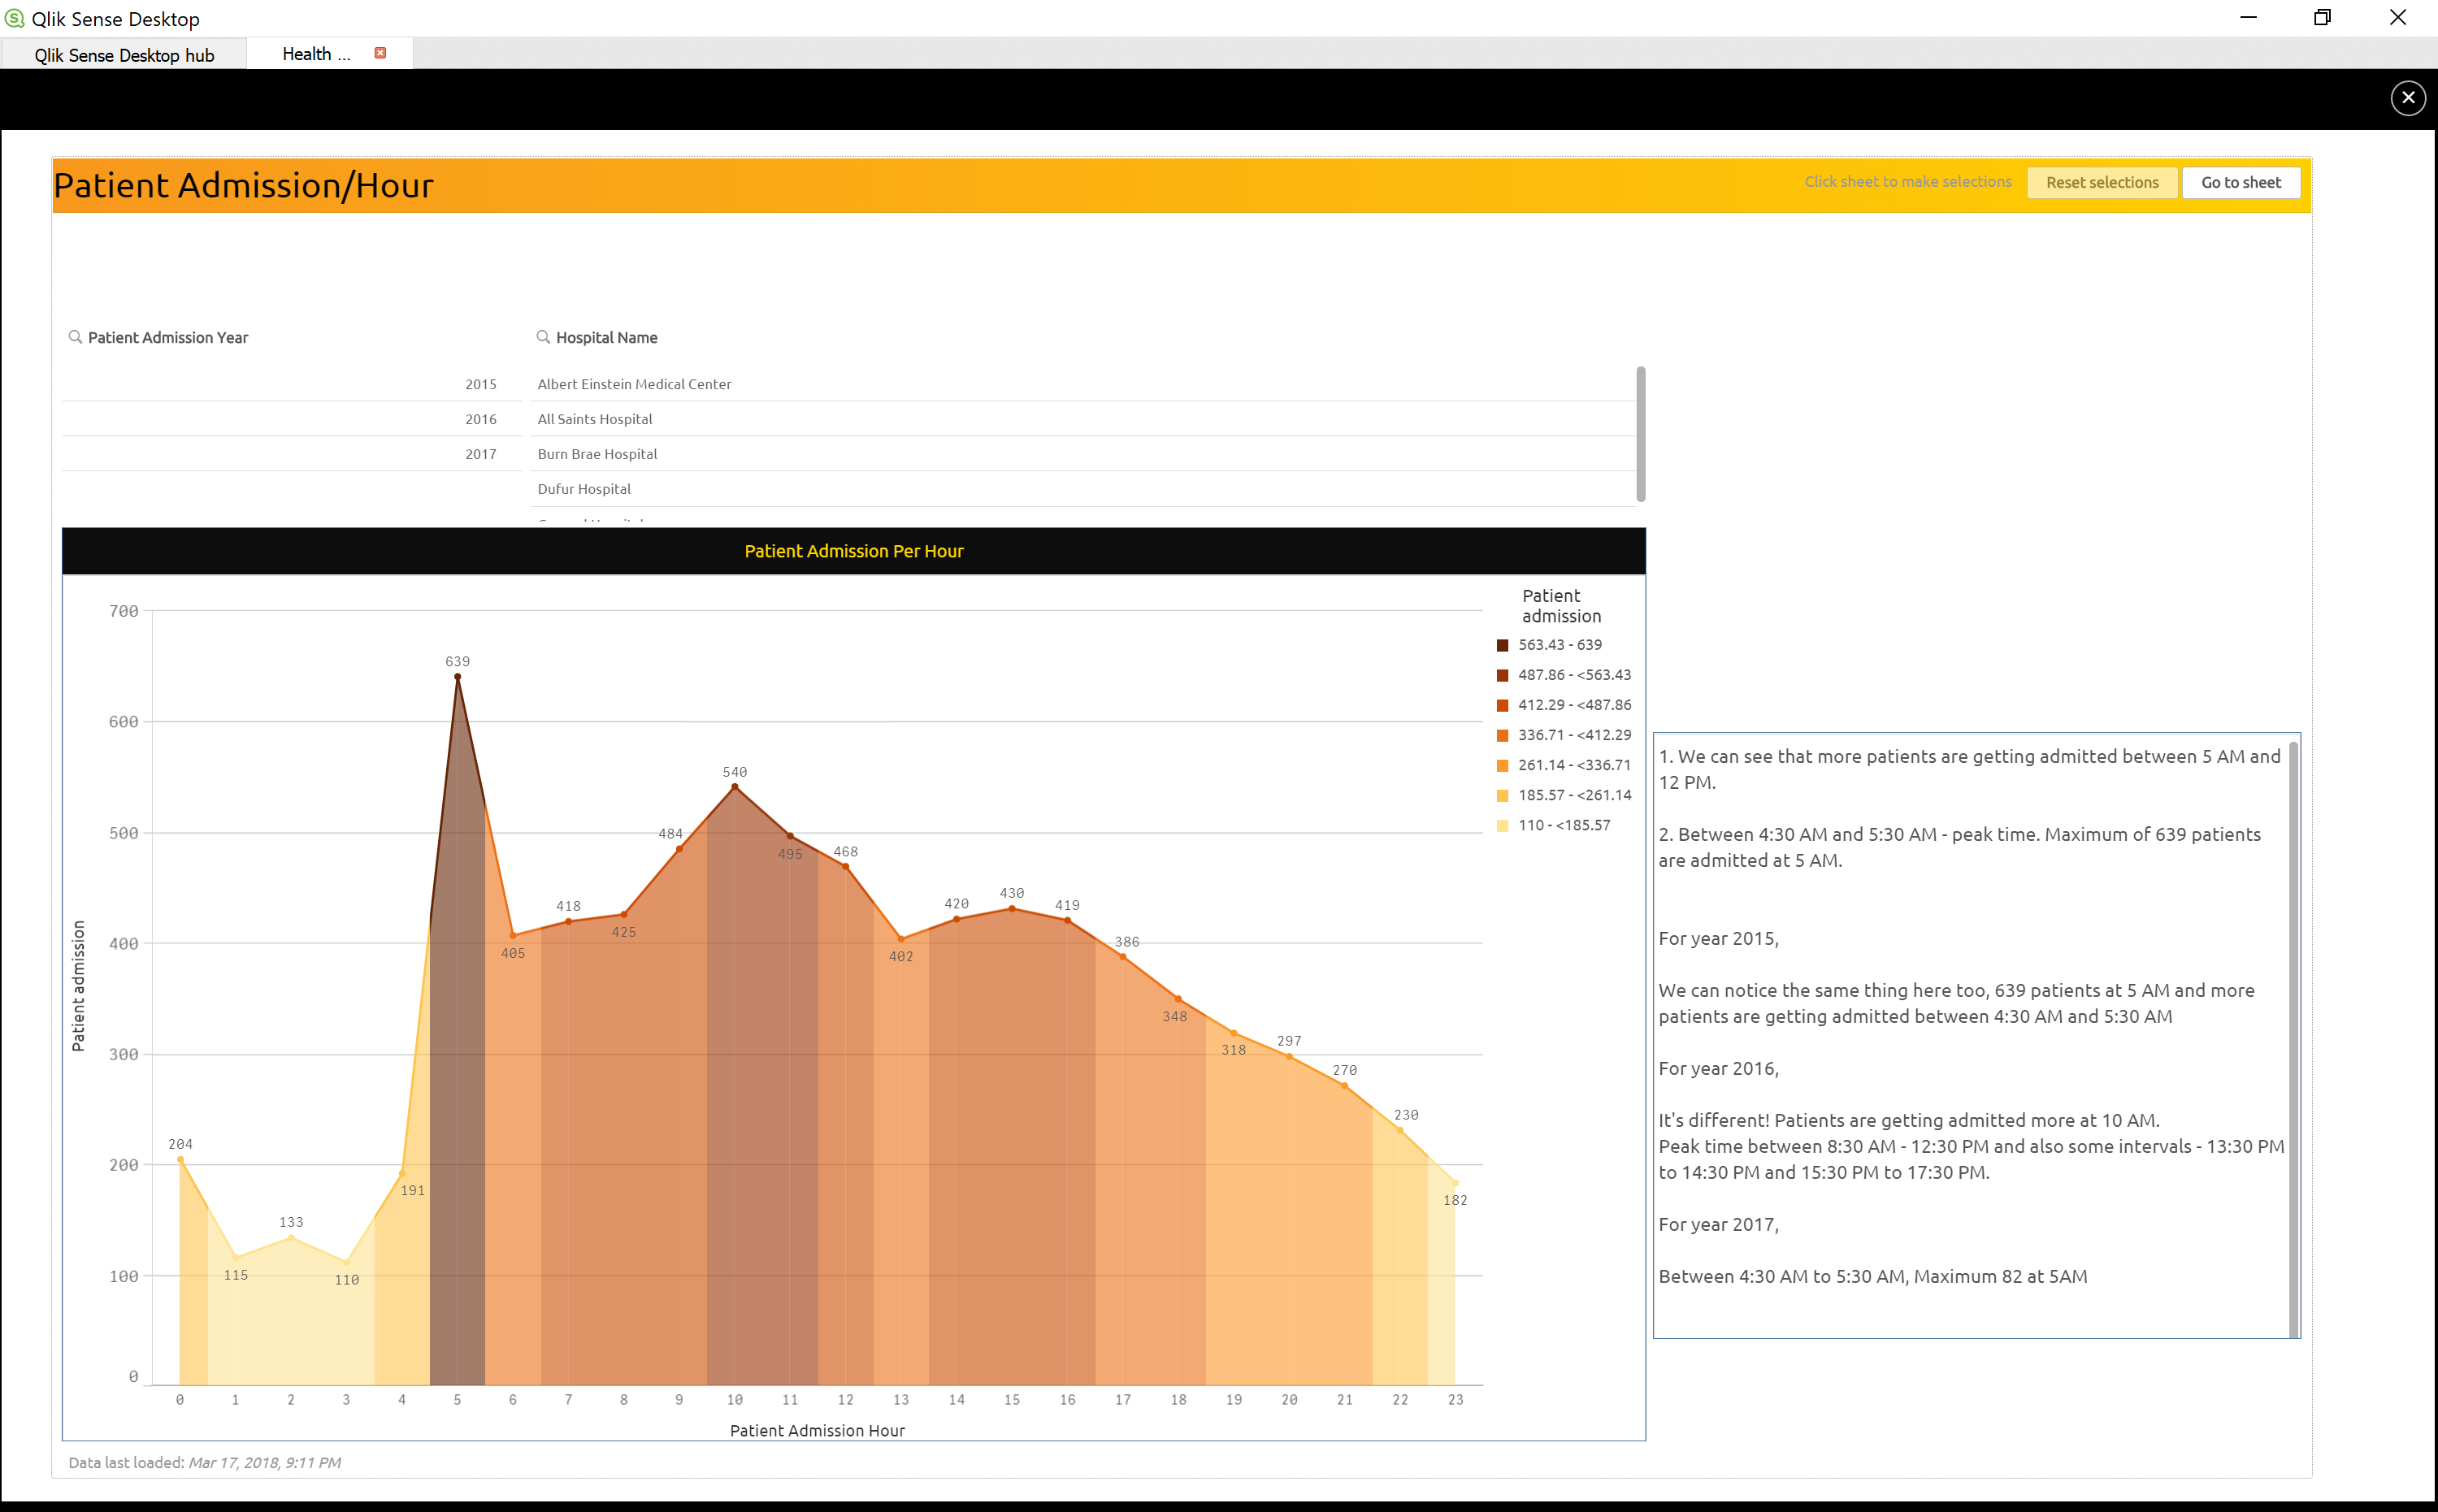 Qlik Sense Desktop
Qlik Sense Desktop hub
Health ...
Patient Admission/Hour
Click sheet to make selections
Reset selections
Go to sheet
Patient Admission Year
2015
2016
2017
Hospital Name
Albert Einstein Medical Center
All Saints Hospital
Burn Brae Hospital
Dufur Hospital
Patient Admission Per Hour
Patient admission
700
600
500
400
300
200
100
0
204
115
133
110
191
639
405
418
425
484
540
495
468
402
420
430
419
386
348
318
297
270
230
182
0 1 2 3 4 5 6 7 8 9 10 11 12 13 14 15 16 17 18 19 20 21 22 23
Patient Admission Hour
Patient
admission
563.43 - 639
487.86 - <563.43
412.29 - <487.86
336.71 - <412.29
261.14 - <336.71
185.57 - <261.14
110 - <185.57
1. We can see that more patients are getting admitted between 5 AM and
12 PM.
2. Between 4:30 AM and 5:30 AM - peak time. Maximum of 639 patients
are admitted at 5 AM.
For year 2015,
We can notice the same thing here too, 639 patients at 5 AM and more
patients are getting admitted between 4:30 AM and 5:30 AM
For year 2016,
It's different! Patients are getting admitted more at 10 AM.
Peak time between 8:30 AM - 12:30 PM and also some intervals - 13:30 PM
to 14:30 PM and 15:30 PM to 17:30 PM.
For year 2017,
Between 4:30 AM to 5:30 AM, Maximum 82 at 5AM
Data last loaded: Mar 17, 2018, 9:11 PM